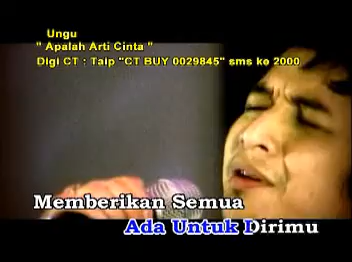 Ungu
" Apalah Arti Cinta "
Digi CT : Taip "CT BUY 0029845" sms ke 2000
Memberikan Semua
Ada Untuk Dirimu